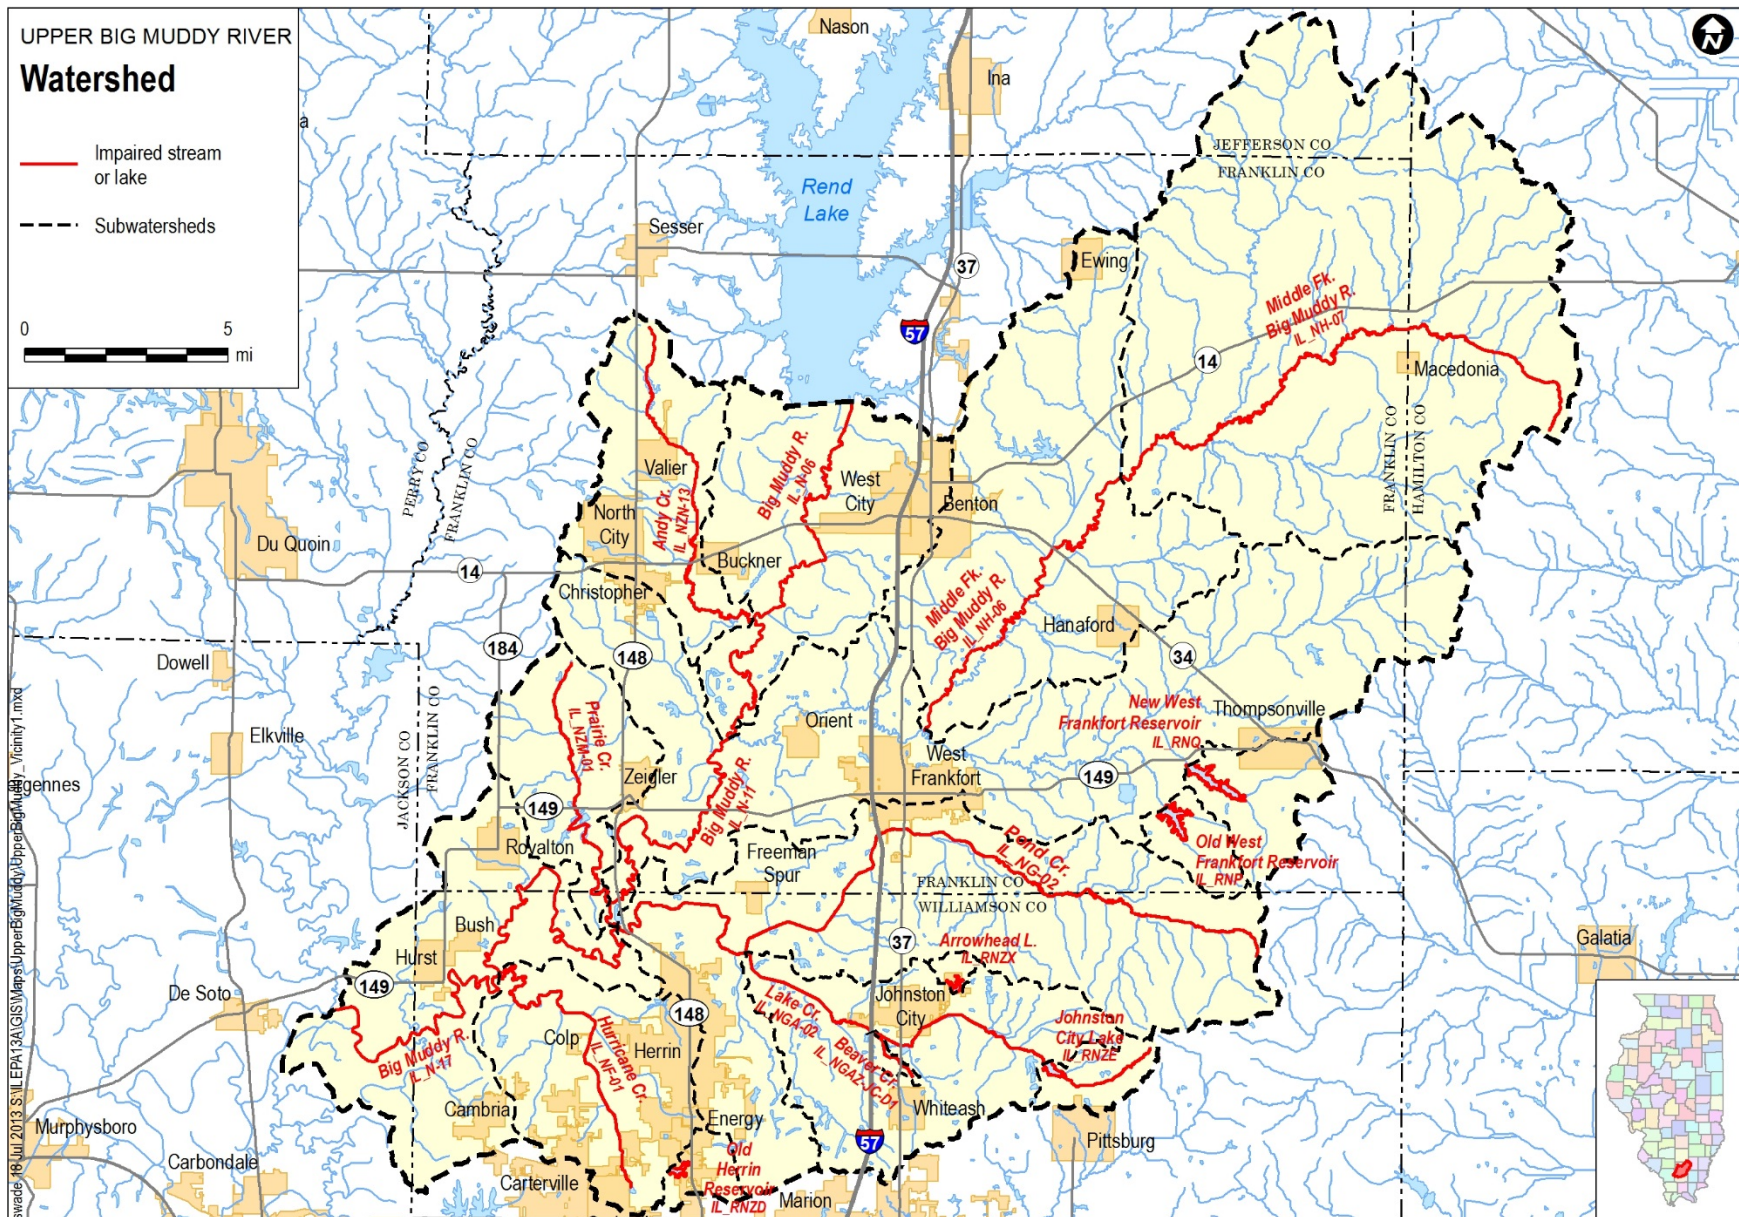 UPPER BIG MUDDY RIVER
Watershed
Impaired stream
or lake
Subwatersheds
0
5
mi
N
Nason
Ina
a
JEFFERSON CO
FRANKLIN CO
Rend
Lake
Sesser
37
Ewing
57
Middle Fk.
Big Muddy R.
IL_NH-07
14
Macedonia
PERRY CO
FRANKLIN CO
FRANKLIN CO
HAMILTON CO
Valier
Big Muddy R.
IL_N-06
West
City
Benton
North
City
Andy Cr.
IL_NZN-13
Du Quoin
14
Buckner
Christopher
Middle Fk.
Big Muddy R.
IL_NH-06
Hanaford
34
Dowell
184
148
JACKSON CO
FRANKLIN CO
Elkville
Prairie Cr.
IL_NZM-01
Orient
New West
Frankfort Reservoir
IL_RNQ
Thompsonville
West
Frankfort
149
Zeigler
Big Muddy R.
IL_N-11
149
Royalton
Freeman
Spur
Pond Cr.
IL_NG-02
Old West
Frankfort Reservoir
IL_RNP
FRANKLIN CO
WILLIAMSON CO
Bush
Hurst
149
De Soto
37
Arrowhead L.
IL_RNZX
Galatia
Johnston
City
Lake Cr.
IL_NGA-02
Beaver Cr.
IL_NGAZ-JC-D1
Johnston
City Lake
IL_RNZE
148
Colp
Herrin
Hurricane Cr.
IL_NF-01
Big Muddy R.
IL_N-17
Cambria
Energy
Whiteash
57
Pittsburg
Murphysboro
Carbondale
Carterville
Old
Herrin
Reservoir
IL_RNZD
Marion